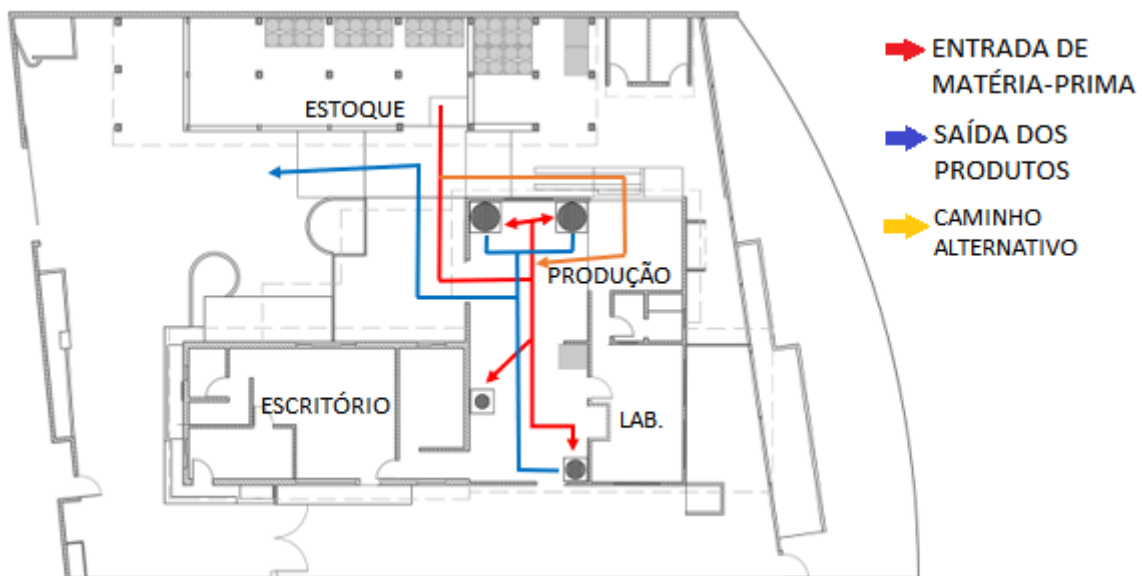 ENTRADA DE
MATÉRIA-PRIMA
SAÍDA DOS
PRODUTOS
CAMINHO
ALTERNATIVO
ESTOQUE
PRODUÇÃO
ESCRITÓRIO
LAB.